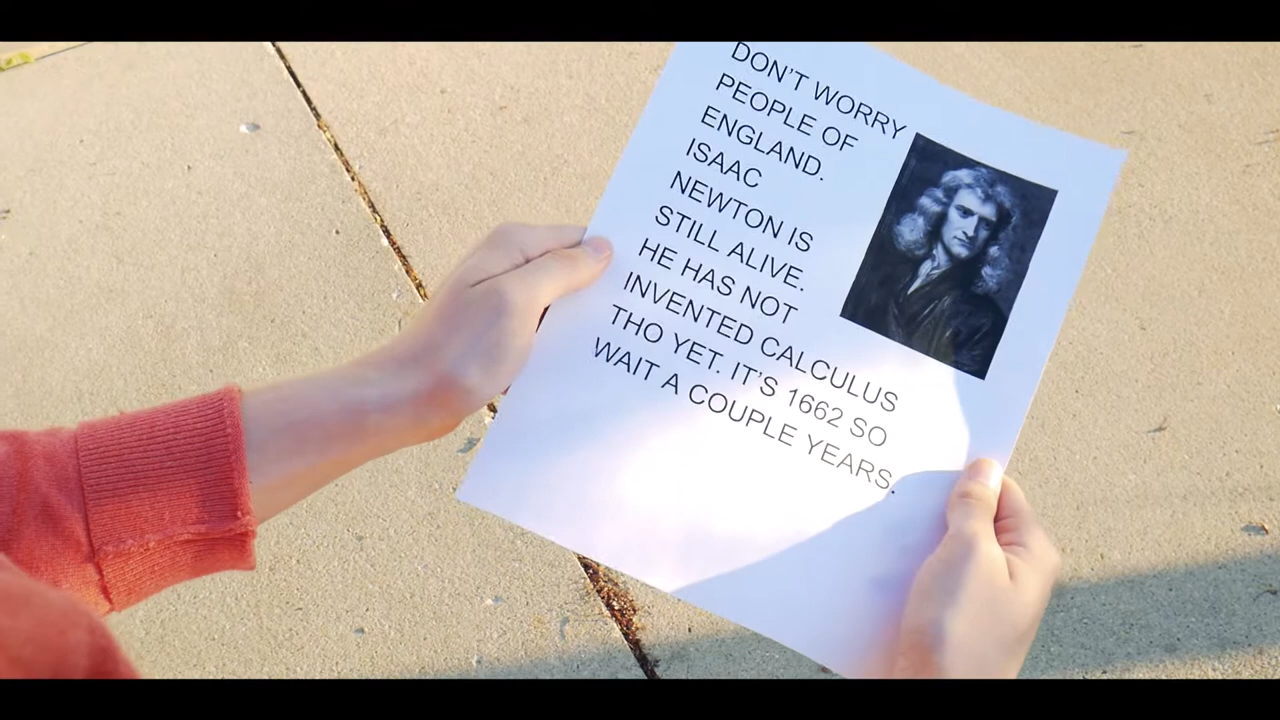 DON'T WORRY
PEOPLE OF
ENGLAND.
ISAAC
NEWTON IS
STILL ALIVE.
HE HAS NOT
INVENTED CALCULUS
THO YET. IT'S 1662 SO
WAIT A COUPLE YEARS.